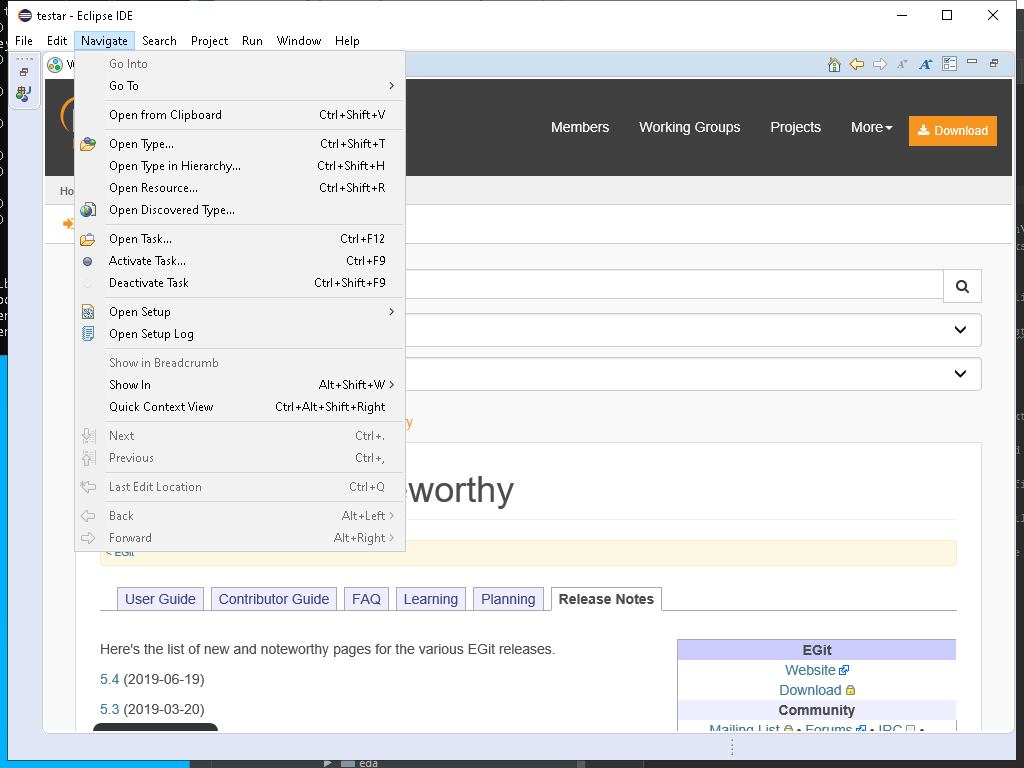 testar - Eclipse IDE
File Edit Navigate Search Project Run Window Help
Go Into
Go To
Open from Clipboard Ctrl+Shift+V
Open Type... Ctrl+Shift+T
Open Type in Hierarchy... Ctrl+Shift+H
Open Resource... Ctrl+Shift+R
Open Discovered Type...
Open Task... Ctrl+F12
Activate Task... Ctrl+F9
Deactivate Task Ctrl+Shift+F9
Open Setup
Open Setup Log
Show in Breadcrumb
Show In Alt+Shift+W
Quick Context View Ctrl+Alt+Shift+Right
Next Ctrl+.
Previous Ctrl+,
Last Edit Location Ctrl+Q
Back Alt+Left
Forward Alt+Right
Members Working Groups Projects More Download
Ho
y
worthy
< EGit
User Guide Contributor Guide FAQ Learning Planning Release Notes
Here's the list of new and noteworthy pages for the various EGit releases.
5.4 (2019-06-19)
5.3 (2019-03-20)
EGit
Website
Download
Community
Mailing List • Forums • IRC •
eda